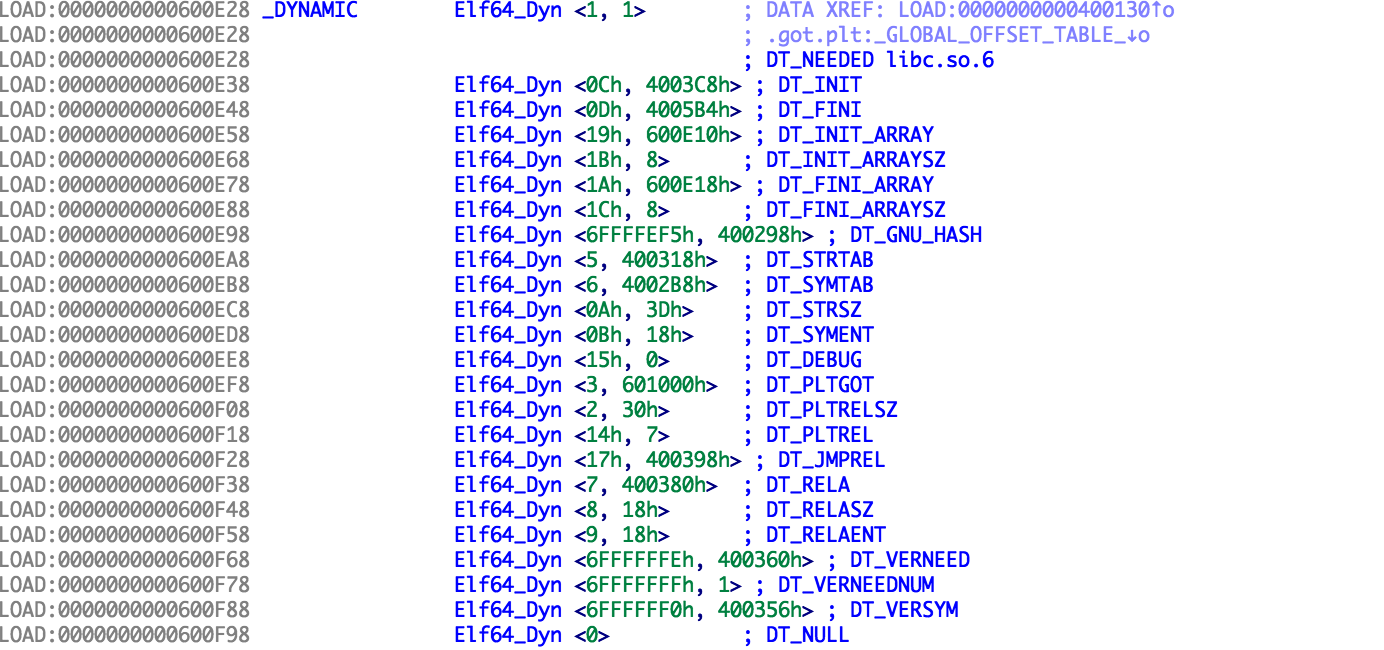 LOAD:0000000000600E28 _DYNAMIC Elf64_Dyn <1, 1> ; DATA XREF: LOAD:0000000000400130↑o
LOAD:0000000000600E28 ; .got.plt:_GLOBAL_OFFSET_TABLE_↓o
LOAD:0000000000600E28 ; DT_NEEDED libc.so.6
LOAD:0000000000600E38 Elf64_Dyn <0Ch, 4003C8h> ; DT_INIT
LOAD:0000000000600E48 Elf64_Dyn <0Dh, 4005B4h> ; DT_FINI
LOAD:0000000000600E58 Elf64_Dyn <19h, 600E10h> ; DT_INIT_ARRAY
LOAD:0000000000600E68 Elf64_Dyn <1Bh, 8> ; DT_INIT_ARRAYSZ
LOAD:0000000000600E78 Elf64_Dyn <1Ah, 600E18h> ; DT_FINI_ARRAY
LOAD:0000000000600E88 Elf64_Dyn <1Ch, 8> ; DT_FINI_ARRAYSZ
LOAD:0000000000600E98 Elf64_Dyn <6FFFFEF5h, 400298h> ; DT_GNU_HASH
LOAD:0000000000600EA8 Elf64_Dyn <5, 400318h> ; DT_STRTAB
LOAD:0000000000600EB8 Elf64_Dyn <6, 4002B8h> ; DT_SYMTAB
LOAD:0000000000600EC8 Elf64_Dyn <0Ah, 3Dh> ; DT_STRSZ
LOAD:0000000000600ED8 Elf64_Dyn <0Bh, 18h> ; DT_SYMENT
LOAD:0000000000600EE8 Elf64_Dyn <15h, 0> ; DT_DEBUG
LOAD:0000000000600EF8 Elf64_Dyn <3, 601000h> ; DT_PLTGOT
LOAD:0000000000600F08 Elf64_Dyn <2, 30h> ; DT_PLTRELSZ
LOAD:0000000000600F18 Elf64_Dyn <14h, 7> ; DT_PLTREL
LOAD:0000000000600F28 Elf64_Dyn <17h, 400398h> ; DT_JMPREL
LOAD:0000000000600F38 Elf64_Dyn <7, 400380h> ; DT_RELA
LOAD:0000000000600F48 Elf64_Dyn <8, 18h> ; DT_RELASZ
LOAD:0000000000600F58 Elf64_Dyn <9, 18h> ; DT_RELAENT
LOAD:0000000000600F68 Elf64_Dyn <6FFFFFFEh, 400360h> ; DT_VERNEED
LOAD:0000000000600F78 Elf64_Dyn <6FFFFFFFh, 1> ; DT_VERNEEDNUM
LOAD:0000000000600F88 Elf64_Dyn <6FFFFFF0h, 400356h> ; DT_VERSYM
LOAD:0000000000600F98 Elf64_Dyn <0> ; DT_NULL